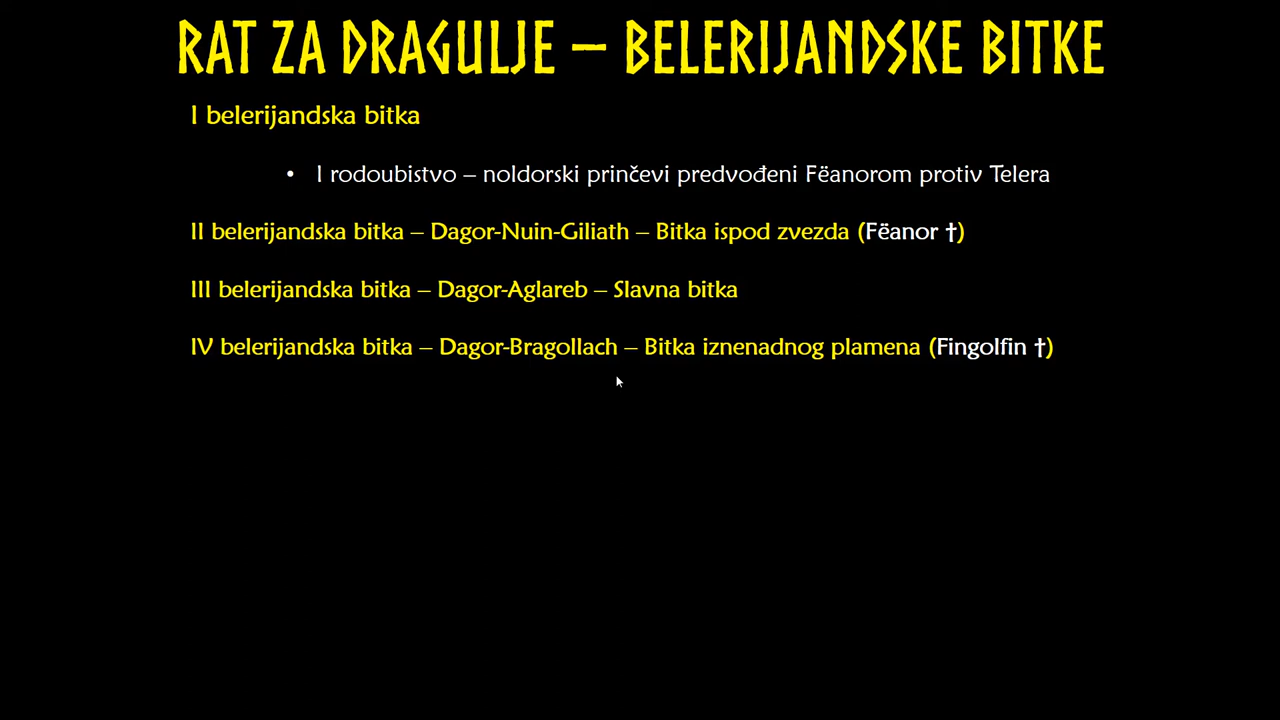 RAT ZA DRAGULJE – BELERIJANDSKE BITKE
I belerijandska bitka
• I rodoubistvo – noldorski prinčevi predvođeni Fëanorom protiv Telera
II belerijandska bitka – Dagor-Nuin-Giliath – Bitka ispod zvezda (Fëanor †)
III belerijandska bitka – Dagor-Aglareb – Slavna bitka
IV belerijandska bitka – Dagor-Bragollach – Bitka iznenadnog plamena (Fingolfin †)